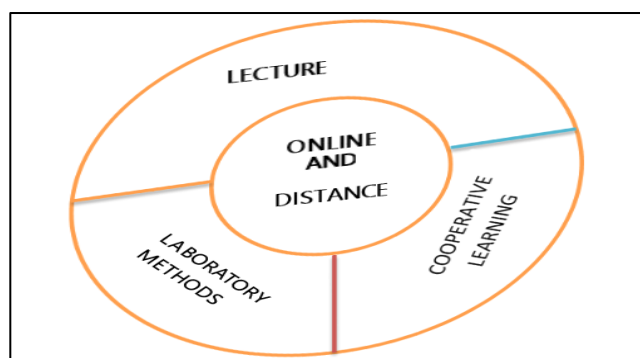 LECTURE
ONLINE
AND
DISTANCE
LABORATORY
METHODS
COOPERATIVE
LEARNING